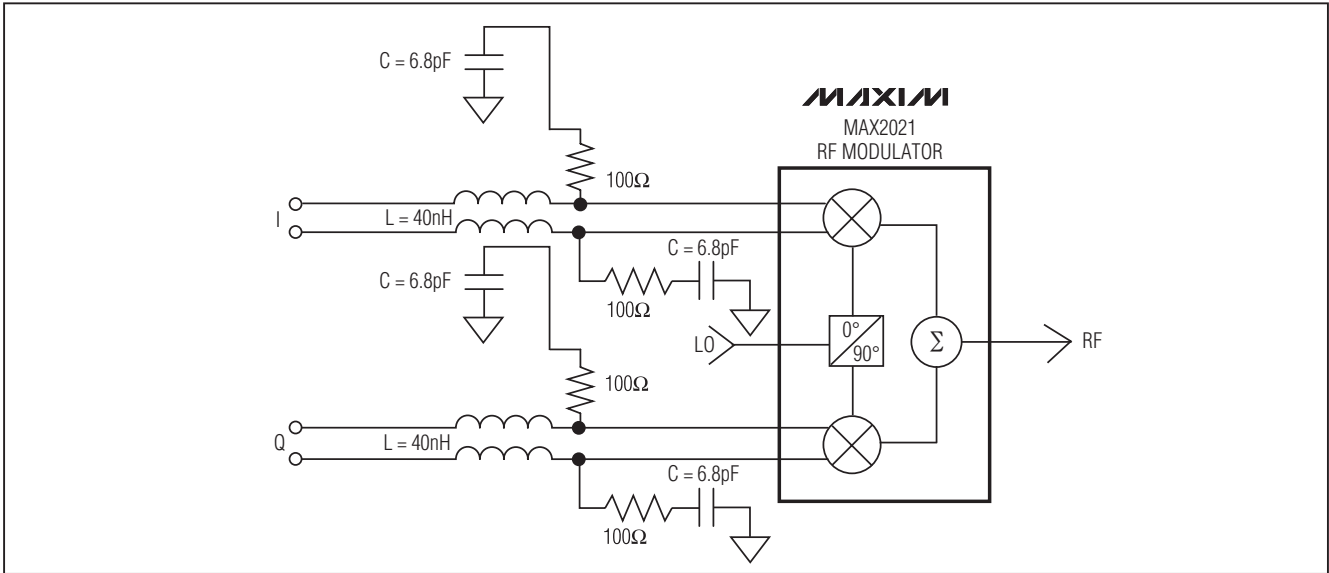 C = 6.8pF
MAXIM
MAX2021
RF MODULATOR
100Ω
I
L = 40nH
C = 6.8pF
C = 6.8pF
100Ω
LO
0°
90°
Σ
RF
100Ω
Q
L = 40nH
C = 6.8pF
100Ω